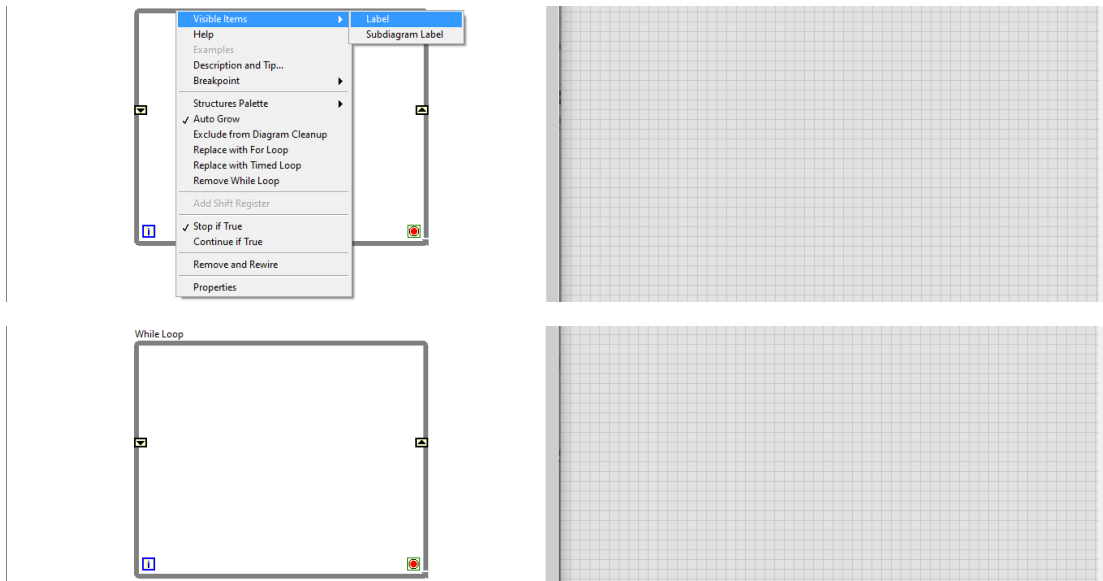 Visible Items
Label
Help
Subdiagram Label
Examples
Description and Tip...
Breakpoint
Structures Palette
Auto Grow
Exclude from Diagram Cleanup
Replace with For Loop
Replace with Timed Loop
Remove While Loop
Add Shift Register
Stop if True
i
Continue if True
Remove and Rewire
Properties
While Loop
i